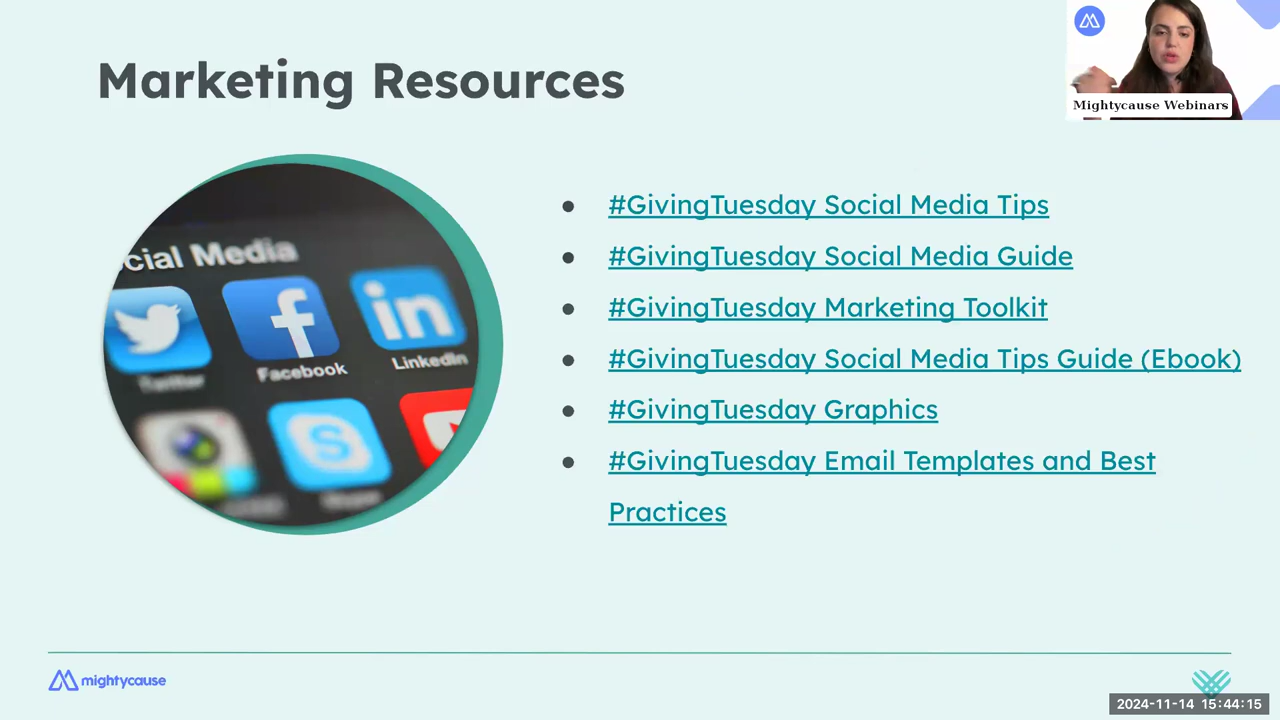 Marketing Resources
Mightycause Webinars
cial Media
Twitter
Facebook
LinkedIn
Skype
#GivingTuesday Social Media Tips
#GivingTuesday Social Media Guide
#GivingTuesday Marketing Toolkit
#GivingTuesday Social Media Tips Guide (Ebook)
#GivingTuesday Graphics
#GivingTuesday Email Templates and Best
Practices
mightycause
2024-11-14 15:44:15